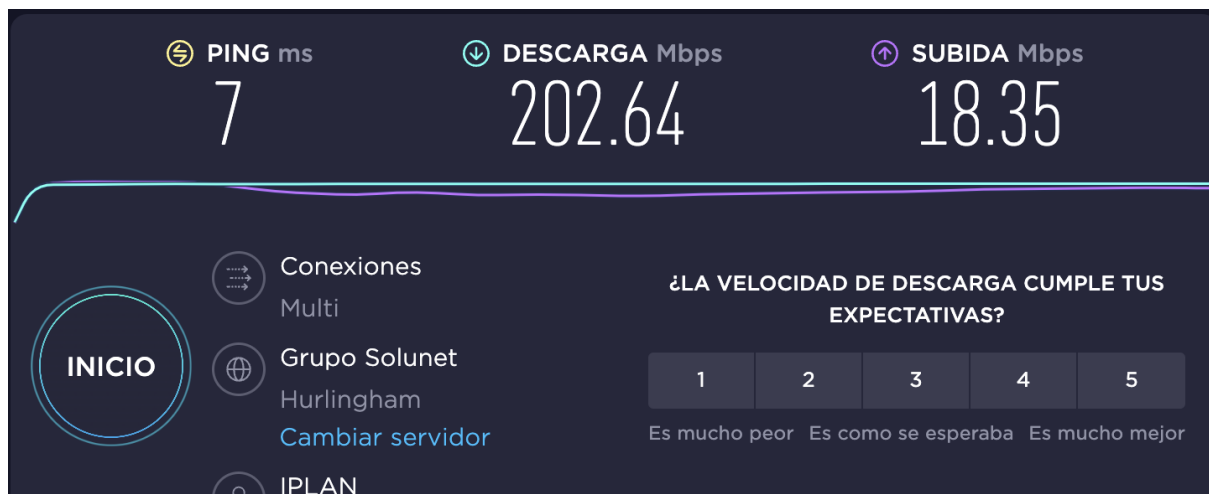 PING ms
7
DESCARGA Mbps
202.64
SUBIDA Mbps
18.35
INICIO
Conexiones
Multi
Grupo Solunet
Hurlingham
Cambiar servidor
IPLAN
¿LA VELOCIDAD DE DESCARGA CUMPLE TUS
EXPECTATIVAS?
1 2 3 4 5
Es mucho peor Es como se esperaba Es mucho mejor